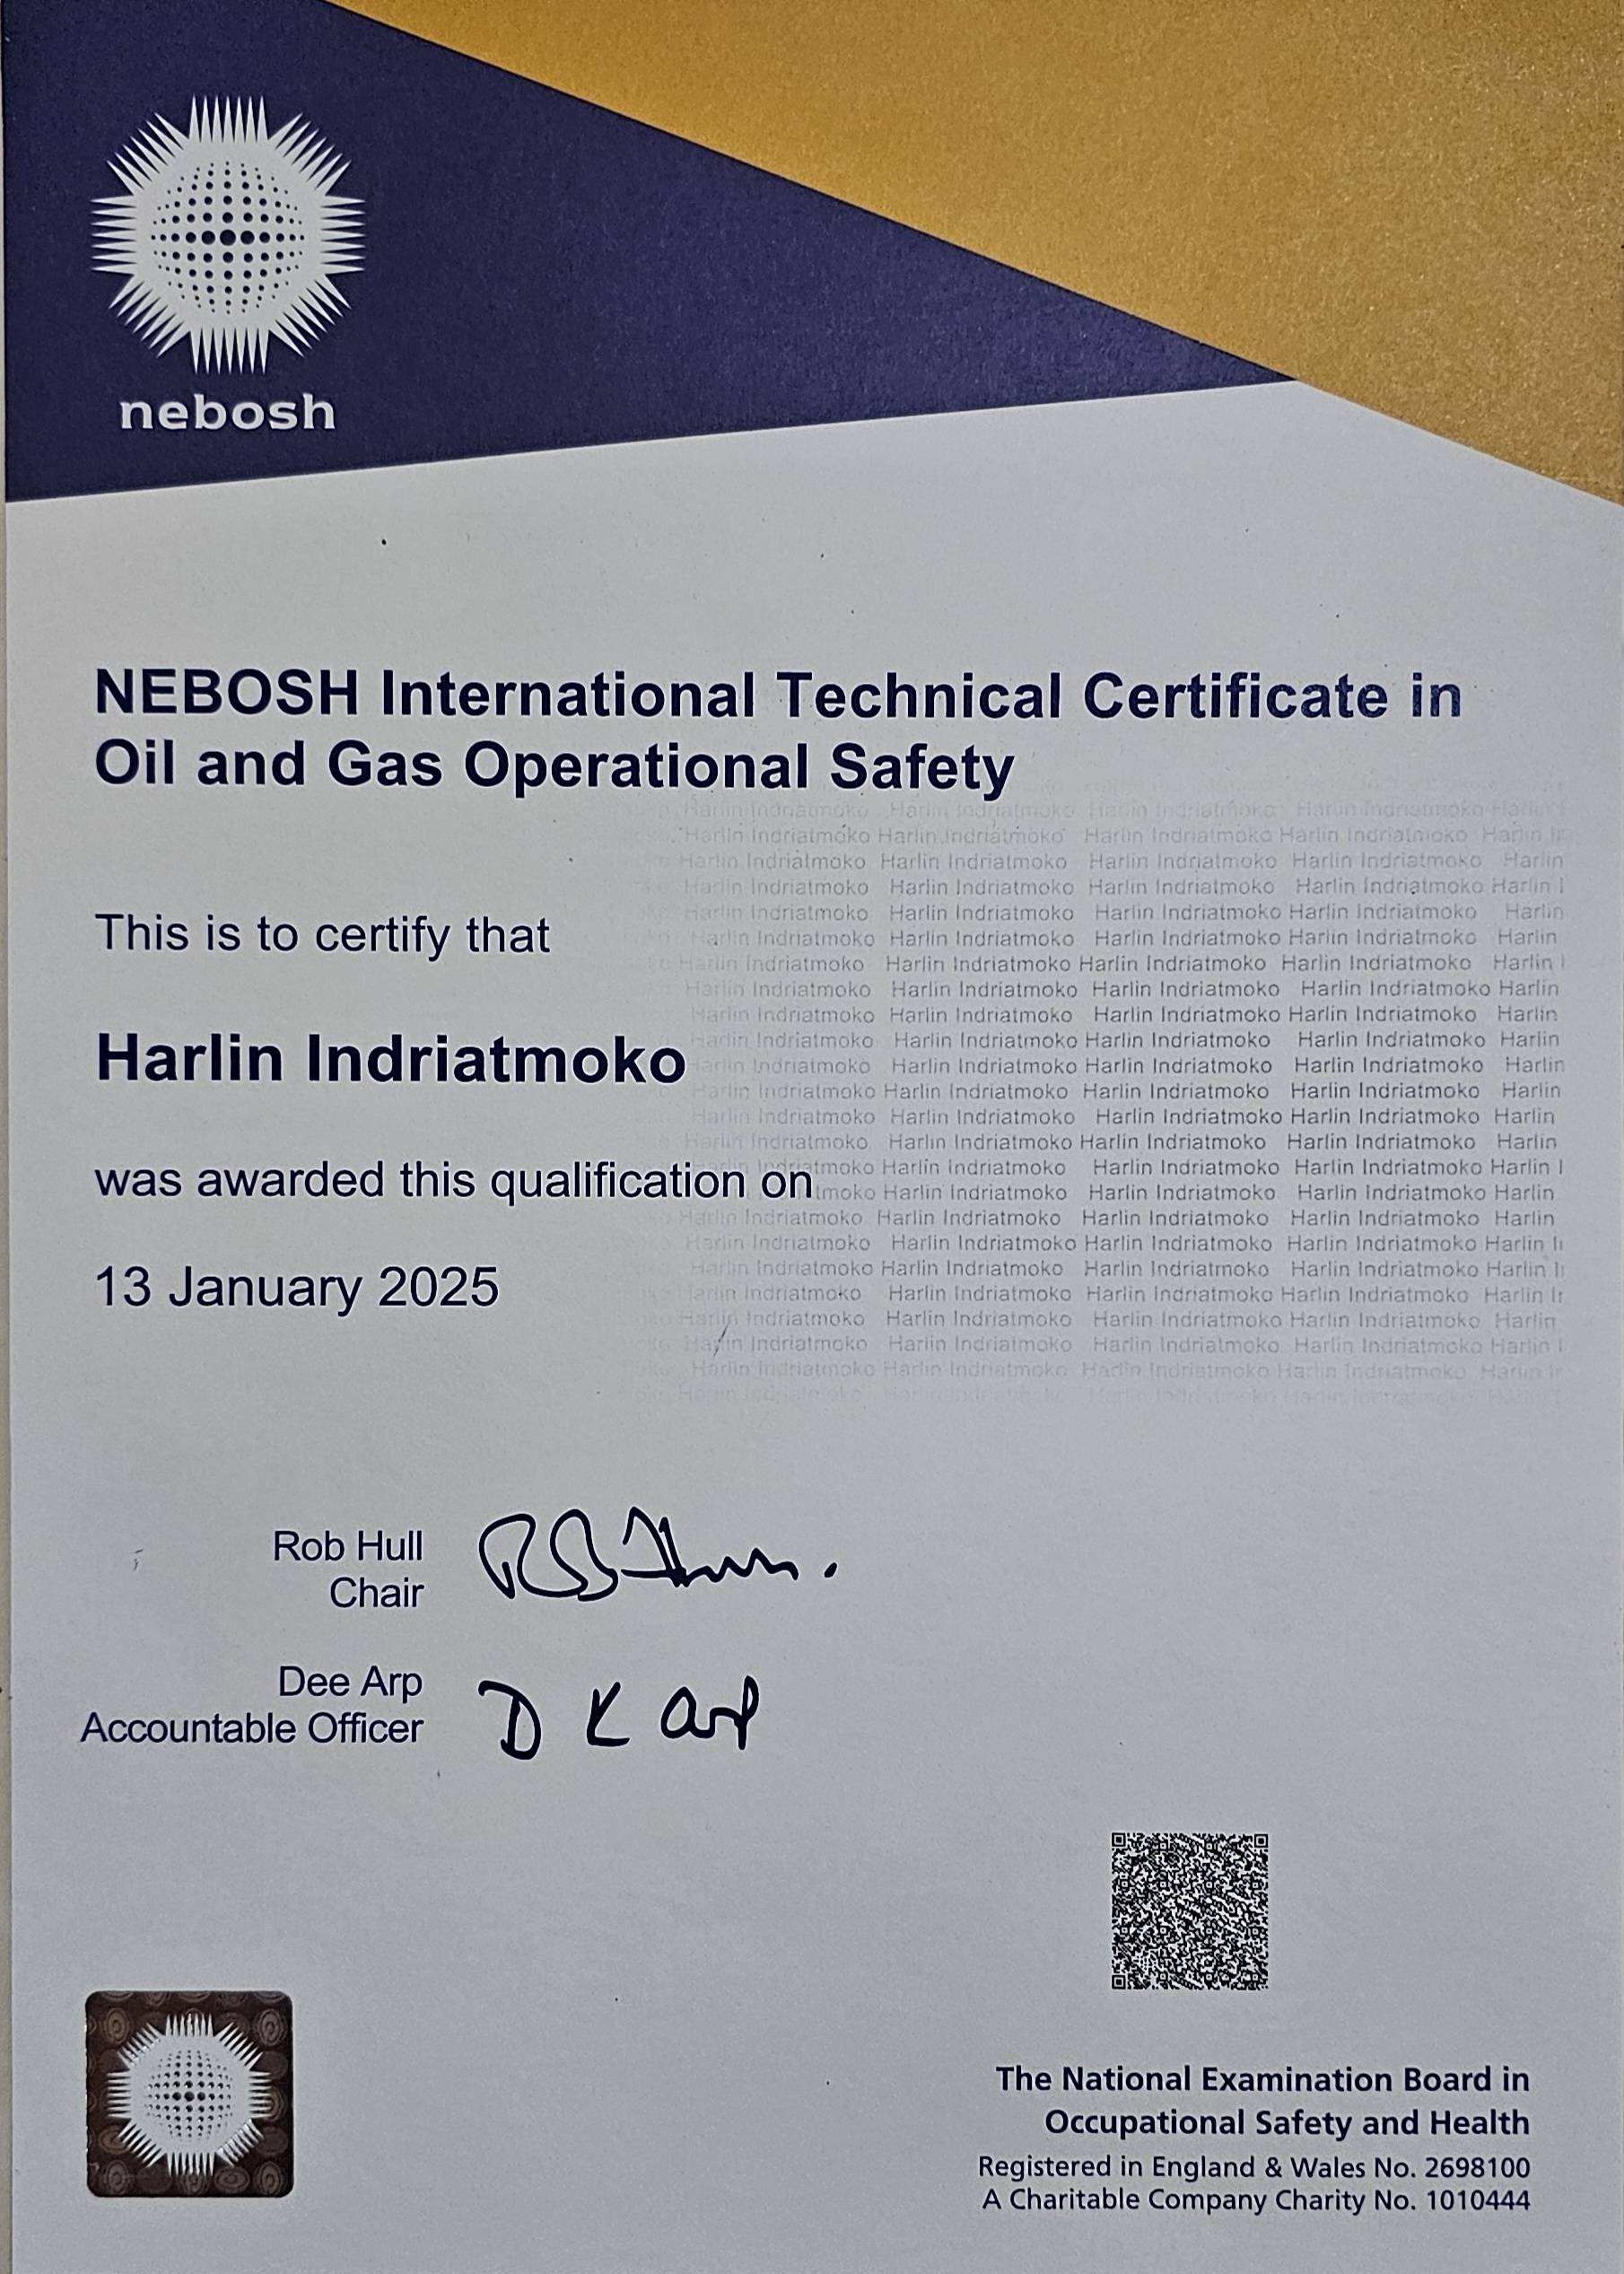 nebosh
NEBOSH International Technical Certificate in
Oil and Gas Operational Safety
This is to certify that
Harlin Indriatmoko
was awarded this qualification on
13 January 2025
Rob Hull
Chair
Dee Arp
Accountable Officer
D K Arp
The National Examination Board in
Occupational Safety and Health
Registered in England & Wales No. 2698100
A Charitable Company Charity No. 1010444